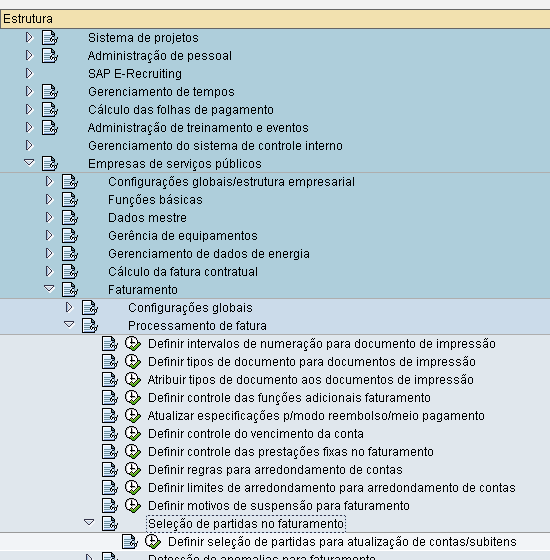 Estrutura
Sistema de projetos
Administração de pessoal
SAP E-Recruiting
Gerenciamento de tempos
Cálculo das folhas de pagamento
Administração de treinamento e eventos
Gerenciamento do sistema de controle interno
Empresas de serviços públicos
Configurações globais/estrutura empresarial
Funções básicas
Dados mestre
Gerência de equipamentos
Gerenciamento de dados de energia
Cálculo da fatura contratual
Faturamento
Configurações globais
Processamento de fatura
Definir intervalos de numeração para documento de impressão
Definir tipos de documento para documentos de impressão
Atribuir tipos de documento aos documentos de impressão
Definir controle das funções adicionais faturamento
Atualizar especificações p/modo reembolso/meio pagamento
Definir controle do vencimento da conta
Definir controle das prestações fixas no faturamento
Definir regras para arredondamento de contas
Definir limites de arredondamento para arredondamento de contas
Definir motivos de suspensão para faturamento
Seleção de partidas no faturamento
Definir seleção de partidas para atualização de contas/subitens
Detecção de anomalias para faturamento